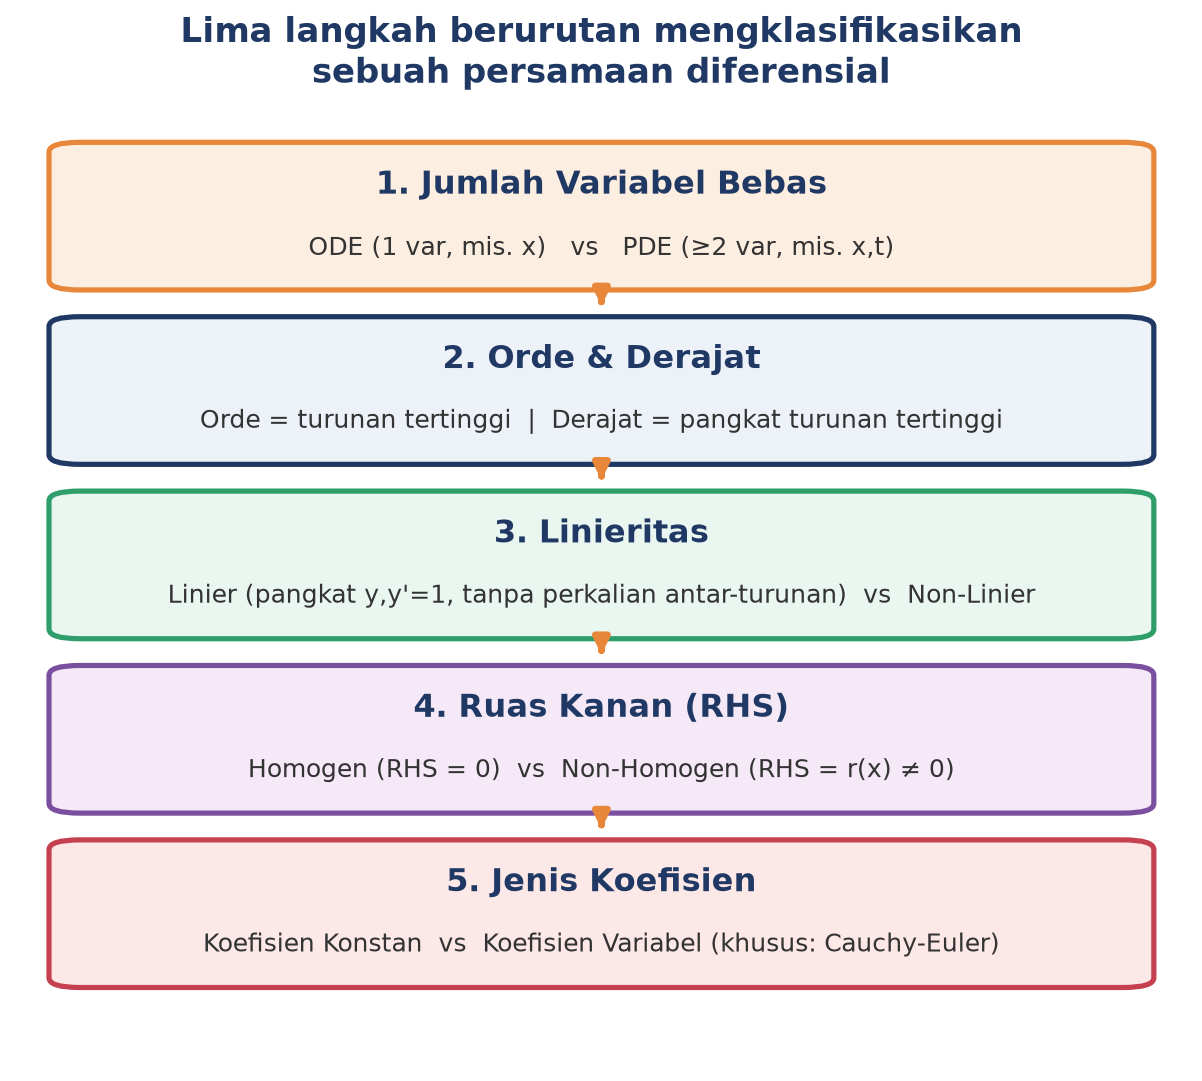 Lima langkah berurutan mengklasifikasikan
sebuah persamaan diferensial
1. Jumlah Variabel Bebas
ODE (1 var, mis. x)   vs   PDE (≥2 var, mis. x,t)
2. Orde & Derajat
Orde = turunan tertinggi  |  Derajat = pangkat turunan tertinggi
3. Linieritas
Linier (pangkat y,y'=1, tanpa perkalian antar-turunan)  vs  Non-Linier
4. Ruas Kanan (RHS)
Homogen (RHS = 0)  vs  Non-Homogen (RHS = r(x) ≠ 0)
5. Jenis Koefisien
Koefisien Konstan  vs  Koefisien Variabel (khusus: Cauchy-Euler)